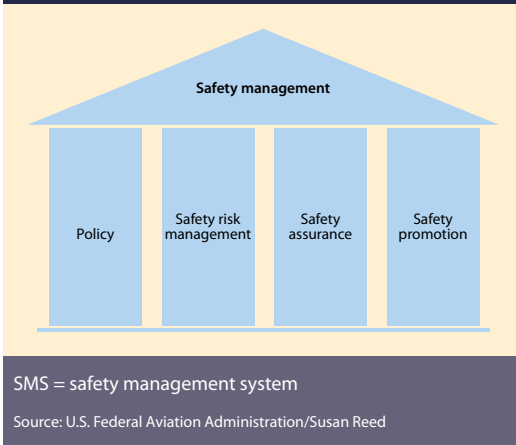 Safety management
Policy
Safety risk
management
Safety
assurance
Safety
promotion
SMS = safety management system
Source: U.S. Federal Aviation Administration/Susan Reed